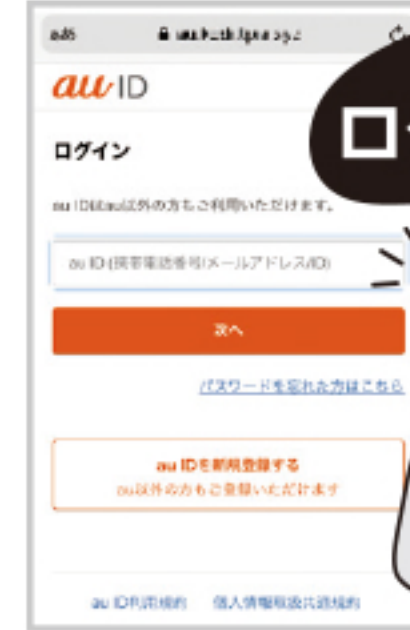 au ID
ログイン
au IDはau以外の方もご利用いただけます。
au ID(携帯電話番号/メールアドレス/ID)
次へ
パスワードを忘れた方はこちら
au IDを新規登録する
au以外の方もご登録いただけます
au ID利用規約 個人情報取扱共通規約